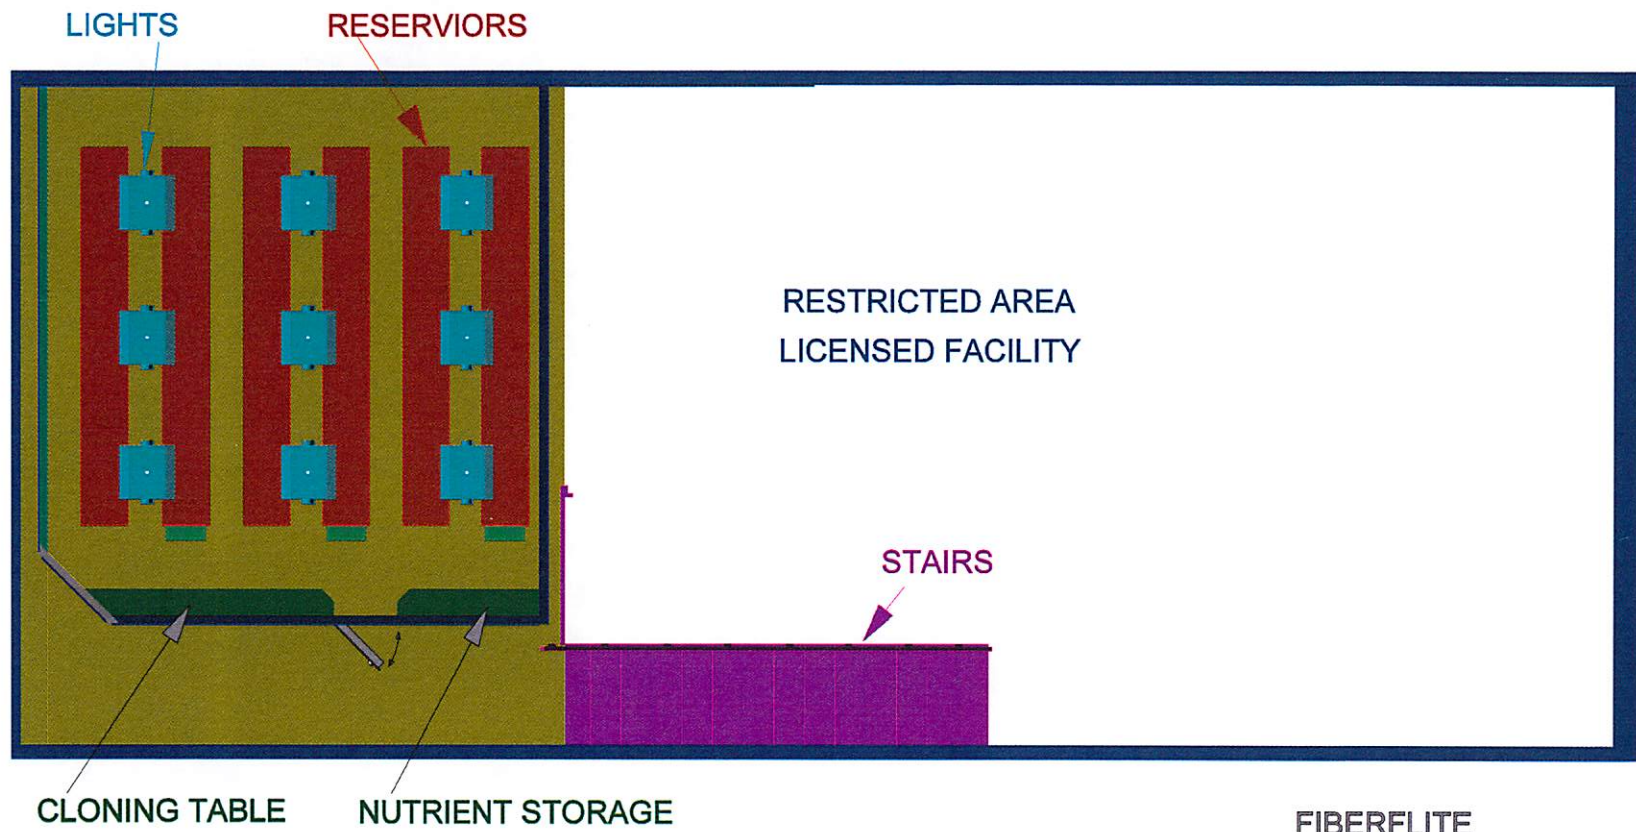 LIGHTS
RESERVIORS
RESTRICTED AREA
LICENSED FACILITY
STAIRS
CLONING TABLE
NUTRIENT STORAGE